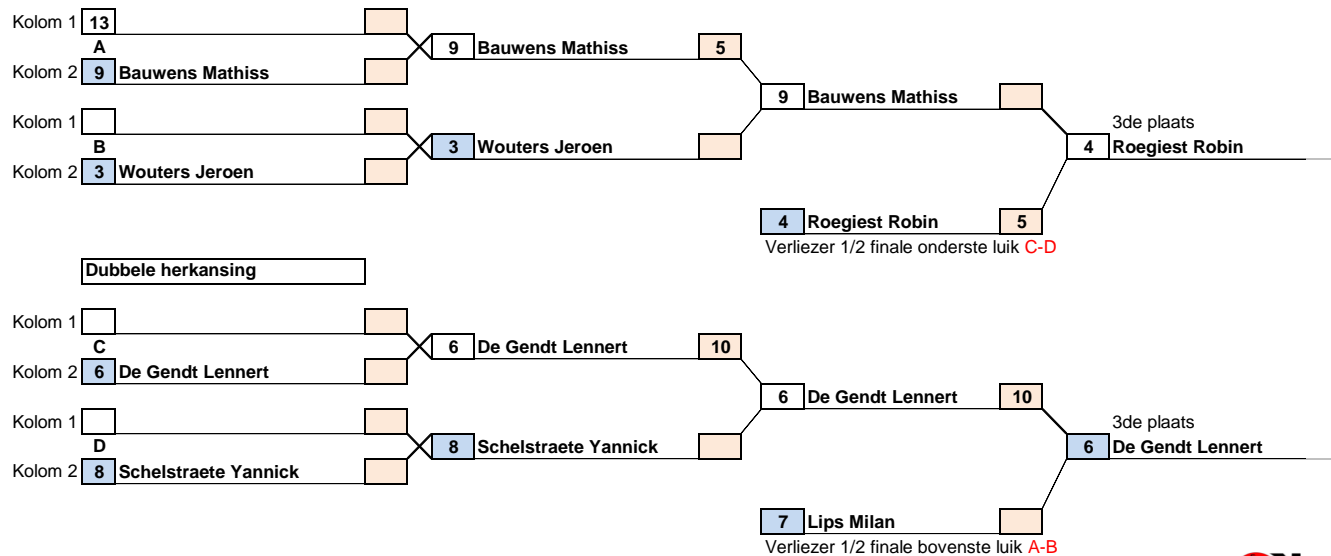 Kolom 1 13
A
Kolom 2 9 Bauwens Mathiss
9 Bauwens Mathiss 5
Kolom 1
B
Kolom 2 3 Wouters Jeroen
3 Wouters Jeroen
9 Bauwens Mathiss
4 Roegiest Robin 5
Verliezer 1/2 finale onderste luik C-D
3de plaats
4 Roegiest Robin
Dubbele herkansing
Kolom 1
C
Kolom 2 6 De Gendt Lennert
6 De Gendt Lennert 10
Kolom 1
D
Kolom 2 8 Schelstraete Yannick
8 Schelstraete Yannick
6 De Gendt Lennert 10
7 Lips Milan
Verliezer 1/2 finale bovenste luik A-B
3de plaats
6 De Gendt Lennert